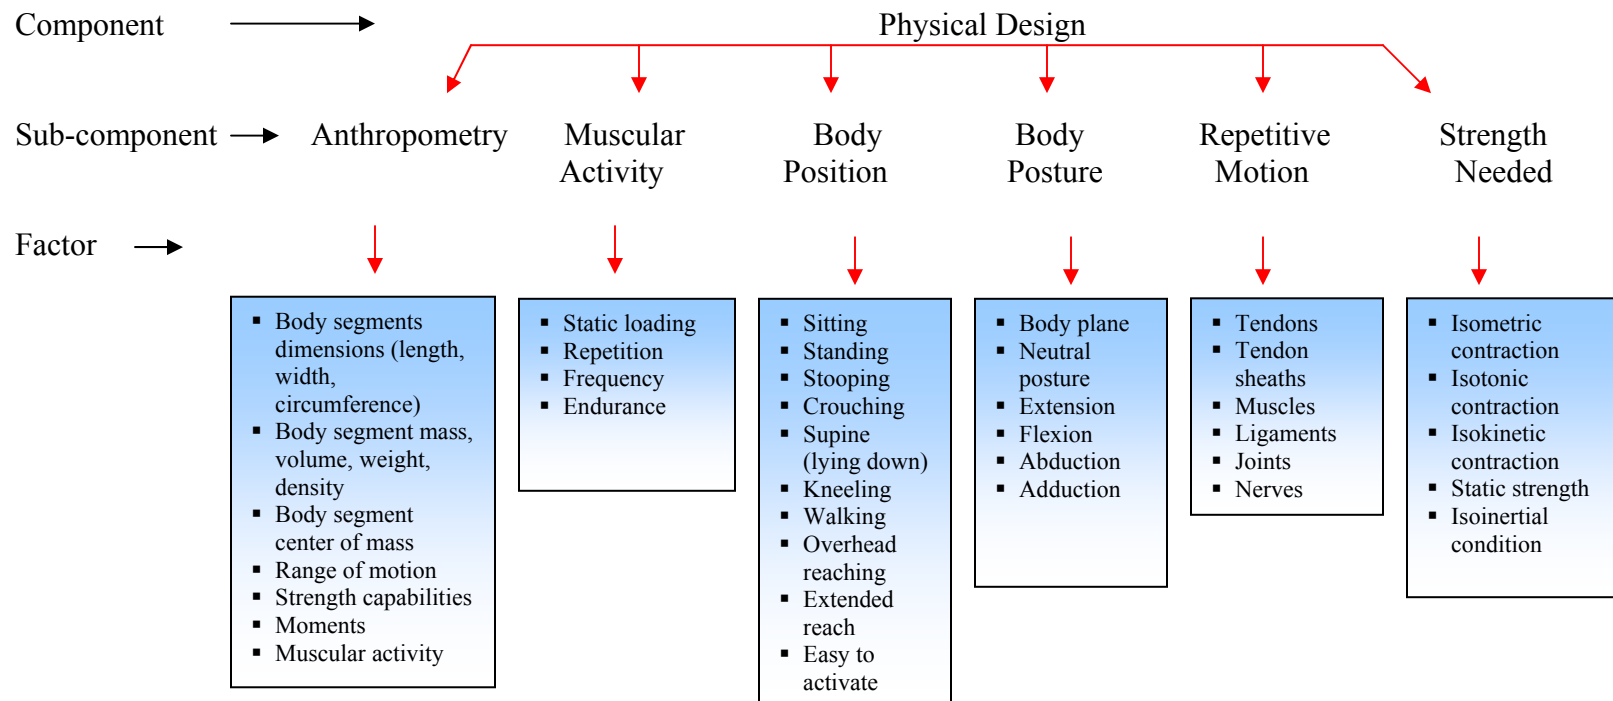 Component
Physical Design
Sub-component
Anthropometry
Muscular
Activity
Body
Position
Body
Posture
Repetitive
Motion
Strength
Needed
Factor
▪ Body segments
dimensions (length,
width,
circumference)
▪ Body segment mass,
volume, weight,
density
▪ Body segment
center of mass
▪ Range of motion
▪ Strength capabilities
▪ Moments
▪ Muscular activity
▪ Static loading
▪ Repetition
▪ Frequency
▪ Endurance
▪ Sitting
▪ Standing
▪ Stooping
▪ Crouching
▪ Supine
(lying down)
▪ Kneeling
▪ Walking
▪ Overhead
reaching
▪ Extended
reach
▪ Easy to
activate
▪ Body plane
▪ Neutral
posture
▪ Extension
▪ Flexion
▪ Abduction
▪ Adduction
▪ Tendons
▪ Tendon
sheaths
▪ Muscles
▪ Ligaments
▪ Joints
▪ Nerves
▪ Isometric
contraction
▪ Isotonic
contraction
▪ Isokinetic
contraction
▪ Static strength
▪ Isoinertial
condition